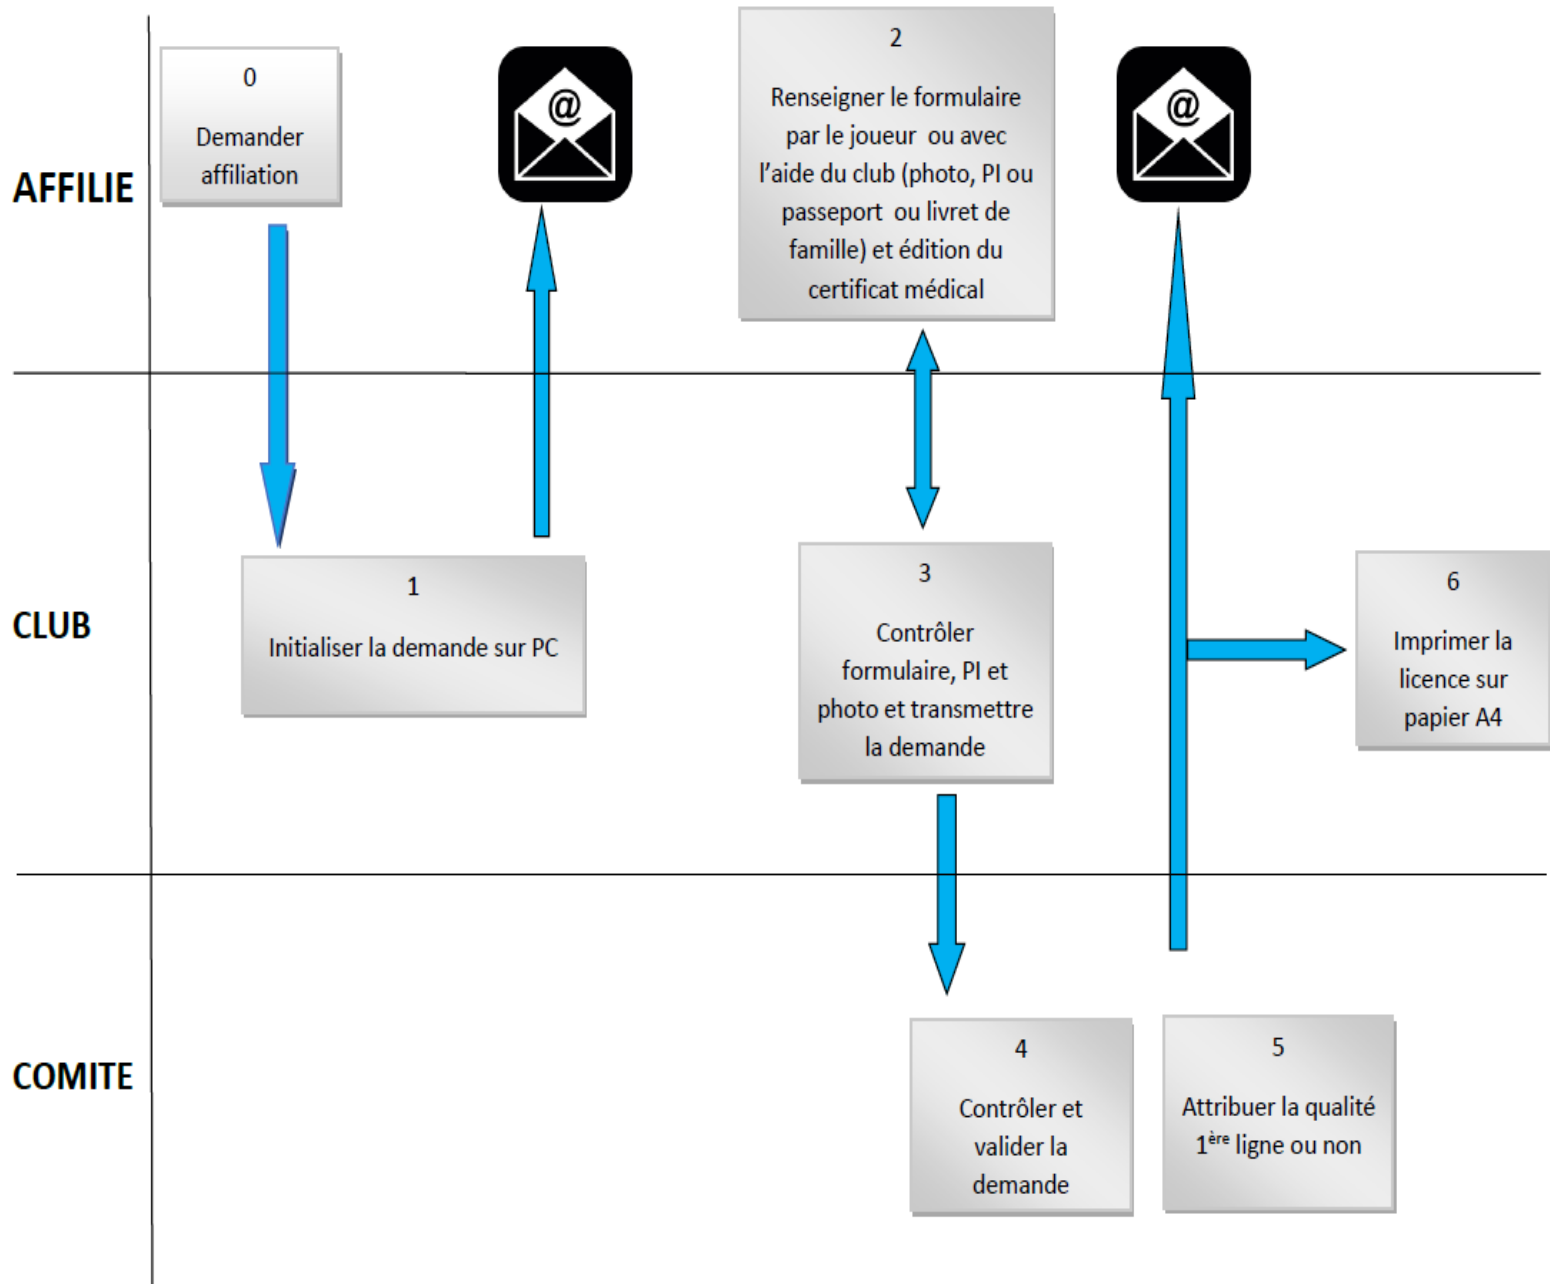 AFFILIE
0
Demander
affiliation
@
2
Renseigner le formulaire
par le joueur ou avec
l'aide du club (photo, PI ou
passeport ou livret de
famille) et édition du
certificat médical
@
CLUB
1
Initialiser la demande sur PC
3
Contrôler
formulaire, PI et
photo et transmettre
la demande
6
Imprimer la
licence sur
papier A4
COMITE
4
Contrôler et
valider la
demande
5
Attribuer la qualité
1ère ligne ou non